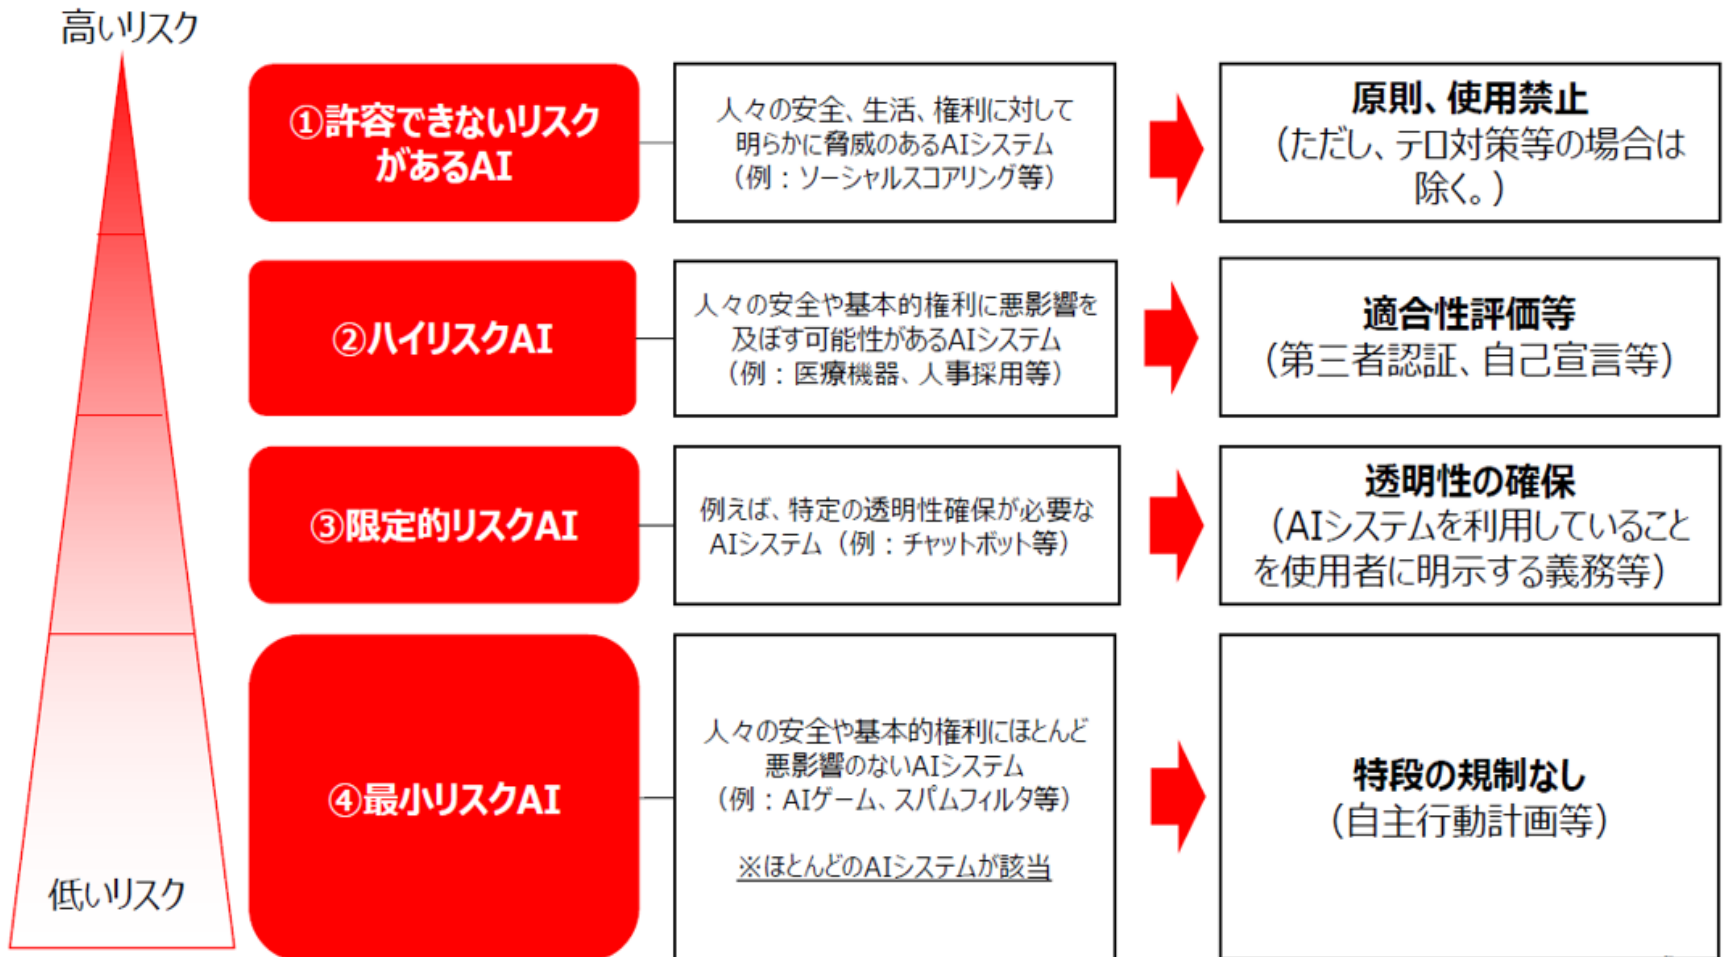 高いリスク
①許容できないリスク
があるAI
人々の安全、生活、権利に対して
明らかに脅威のあるAIシステム
（例：ソーシャルスコアリング等）
原則、使用禁止
（ただし、テロ対策等の場合は
除く。）
②ハイリスクAI
人々の安全や基本的権利に悪影響を
及ぼす可能性があるAIシステム
（例：医療機器、人事採用等）
適合性評価等
（第三者認証、自己宣言等）
③限定的リスクAI
例えば、特定の透明性確保が必要な
AIシステム（例：チャットボット等）
透明性の確保
（AIシステムを利用していること
を使用者に明示する義務等）
④最小リスクAI
人々の安全や基本的権利にほとんど
悪影響のないAIシステム
（例：AIゲーム、スパムフィルタ等）
※ほとんどのAIシステムが該当
特段の規制なし
（自主行動計画等）
低いリスク